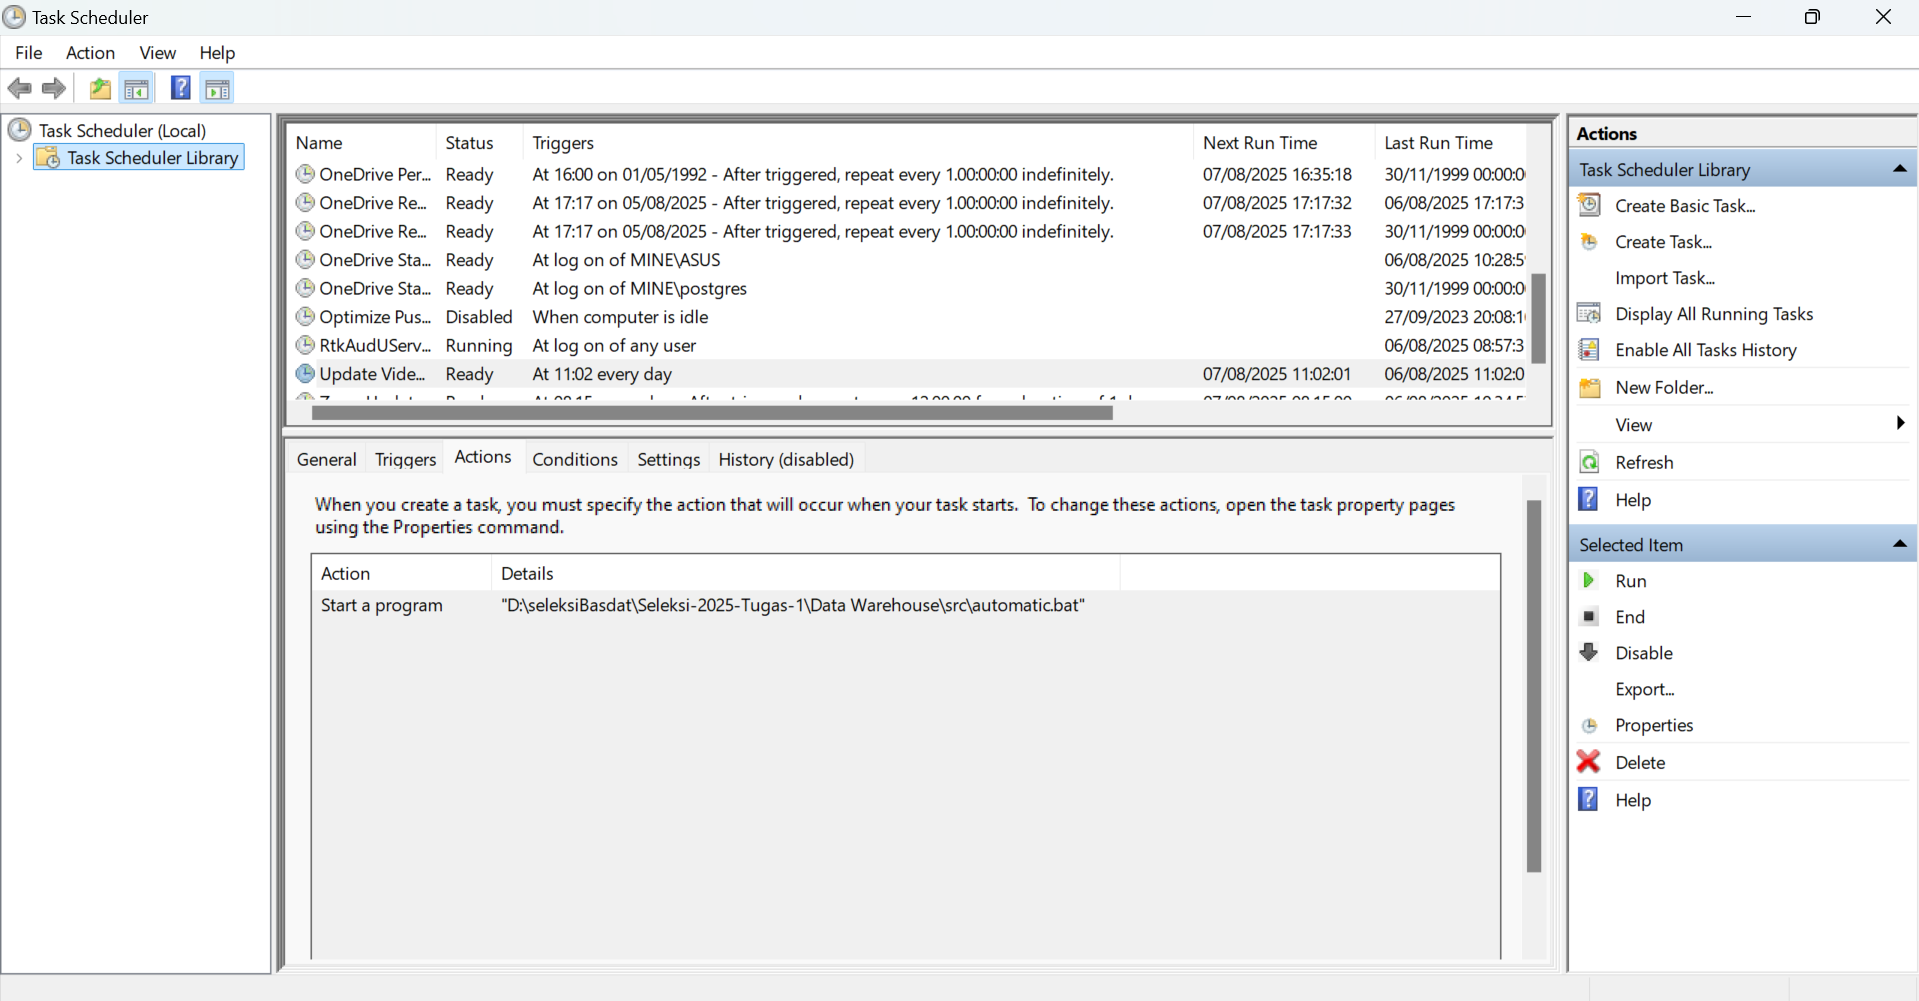 Task Scheduler
File Action View Help
Task Scheduler (Local)
Task Scheduler Library
Name Status Triggers Next Run Time Last Run Time
OneDrive Per... Ready At 16:00 on 01/05/1992 - After triggered, repeat every 1.00:00:00 indefinitely. 07/08/2025 16:35:18 30/11/1999 00:00:0
OneDrive Re... Ready At 17:17 on 05/08/2025 - After triggered, repeat every 1.00:00:00 indefinitely. 07/08/2025 17:17:32 06/08/2025 17:17:3
OneDrive Re... Ready At 17:17 on 05/08/2025 - After triggered, repeat every 1.00:00:00 indefinitely. 07/08/2025 17:17:33 30/11/1999 00:00:0
OneDrive Sta... Ready At log on of MINE\ASUS 06/08/2025 10:28:5
OneDrive Sta... Ready At log on of MINE\postgres 30/11/1999 00:00:0
Optimize Pus... Disabled When computer is idle 27/09/2023 20:08:1
RtkAudUServ... Running At log on of any user 06/08/2025 08:57:3
Update Vide... Ready At 11:02 every day 07/08/2025 11:02:01 06/08/2025 11:02:0
General Triggers Actions Conditions Settings History (disabled)
When you create a task, you must specify the action that will occur when your task starts. To change these actions, open the task property pages
using the Properties command.
Action Details
Start a program "D:\seleksiBasdat\Seleksi-2025-Tugas-1\Data Warehouse\src\automatic.bat"
Actions
Task Scheduler Library
Create Basic Task...
Create Task...
Import Task...
Display All Running Tasks
Enable All Tasks History
New Folder...
View
Refresh
Help
Selected Item
Run
End
Disable
Export...
Properties
Delete
Help